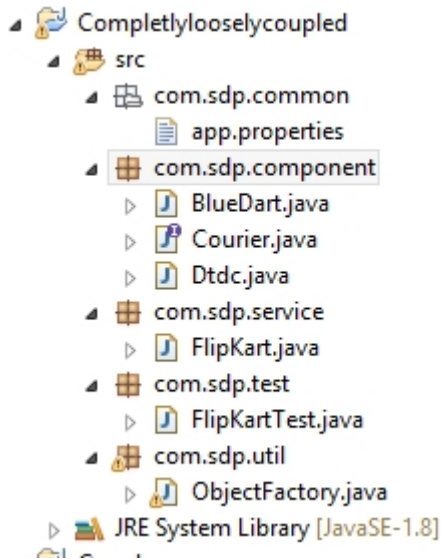 Completlylooselycoupled
src
com.sdp.common
app.properties
com.sdp.component
BlueDart.java
Courier.java
Dtdc.java
com.sdp.service
FlipKart.java
com.sdp.test
FlipKartTest.java
com.sdp.util
ObjectFactory.java
JRE System Library [JavaSE-1.8]